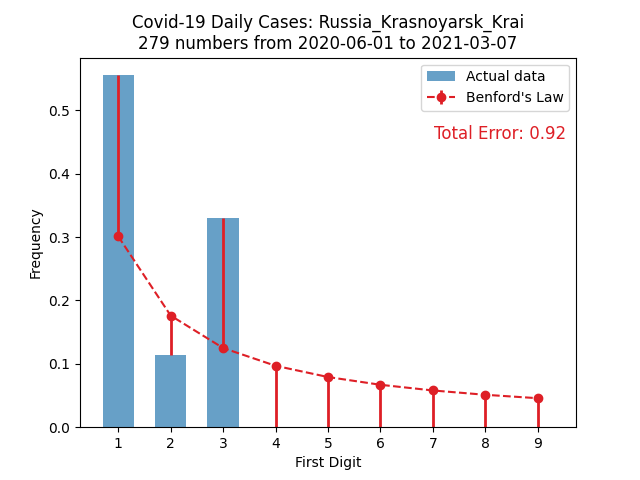 Covid-19 Daily Cases: Russia_Krasnoyarsk_Krai
279 numbers from 2020-06-01 to 2021-03-07
Actual data
Benford's Law
Total Error: 0.92
Frequency
0.5
0.4
0.3
0.2
0.1
0.0
1 2 3 4 5 6 7 8 9
First Digit